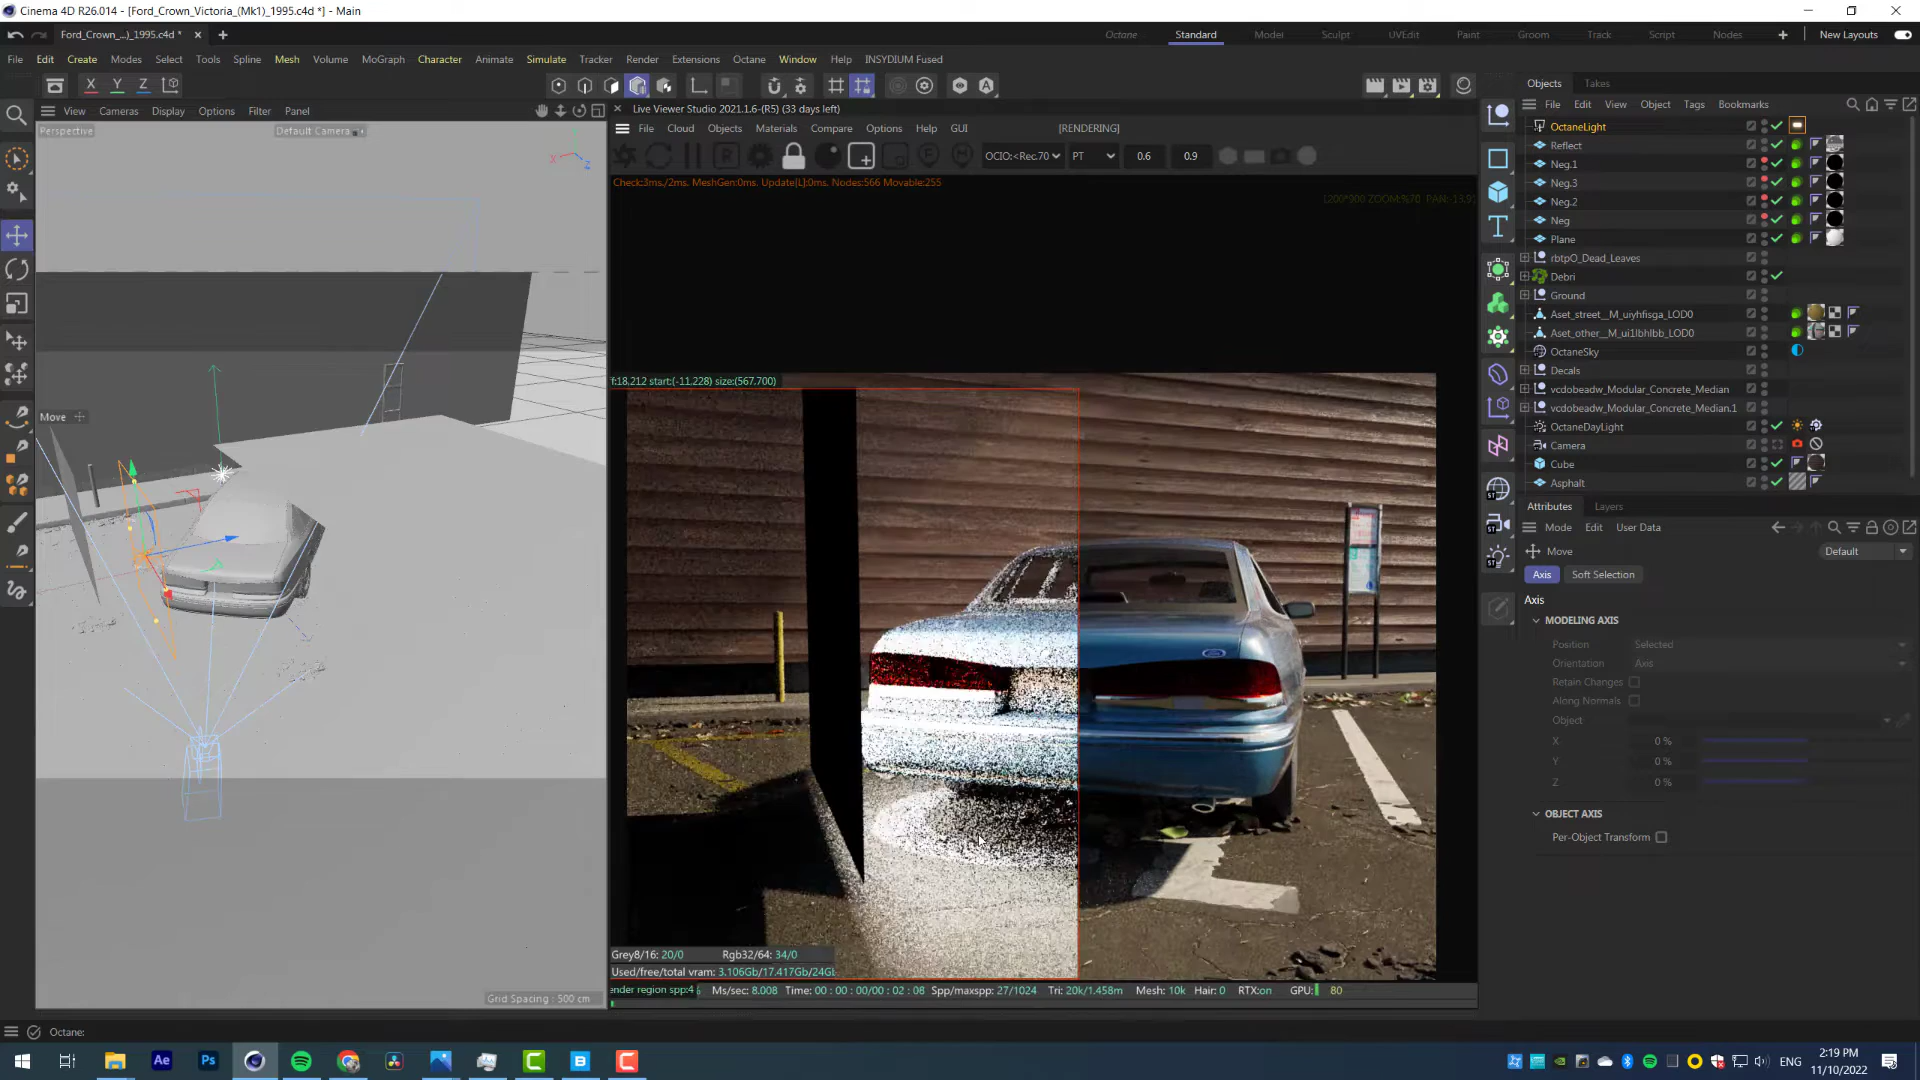 Cinema 4D R26.014 - [Ford_Crown_Victoria_(Mk1)_1995.c4d *] - Main
Ford_Crown_...)_1995.c4d *
Octane Standard Model Sculpt UVEdit Paint Groom Track Script Nodes New Layouts
File Edit Create Modes Select Tools Spline Mesh Volume MoGraph Character Simulate Tracker Render Extensions Animate Octane Window Help INSYDIUM Fused
X Y Z
View Cameras Display Options Filter Panel
Perspective
Default Camera
Move
Grid Spacing : 500 cm
Live Viewer Studio 2021.1.6-(R5) (33 days left)
File Cloud Objects Materials Compare Options Help GUI [RENDERING]
OCIO:<Rec.70 PT 0.6 0.9
Check:3ms./2ms. MeshGen:0ms. Update[L]:0ms. Nodes:566 Movable:255
1200*900 ZOOM:%70 PAN:-13.91
f:18.212 start:(-11.228) size:(567.700)
Grey8/16: 20/0 Rgb32/64: 34/0
Used/free/total vram: 3.106Gb/17.417Gb/24Gb
ender region spp:4 Ms/sec: 8.008 Time: 00 : 00 : 00/00 : 02 : 08 Spp/maxspp: 27/1024 Tri: 20k/1.458m Mesh: 10k Hair: 0 RTX:on GPU: 80
Objects Takes
File Edit View Object Tags Bookmarks
OctaneLight
Reflect
Neg.1
Neg.3
Neg.2
Neg
Plane
rbtpO_Dead_Leaves
Debri
Ground
Aset_street__M_uiyhfisga_LOD0
Aset_other__M_ui1lbhlbb_LOD0
OctaneSky
Decals
vcdobeadw_Modular_Concrete_Median
vcdobeadw_Modular_Concrete_Median.1
OctaneDayLight
Camera
Cube
Asphalt
Attributes Layers
Mode Edit User Data
Move Default
Axis Soft Selection
Axis
MODELING AXIS
Position Selected
Orientation Axis
Retain Changes
Along Normals
Object
X 0 %
Y 0 %
Z 0 %
OBJECT AXIS
Per-Object Transform
Octane:
Ae Ps
ENG
2:19 PM
11/10/2022